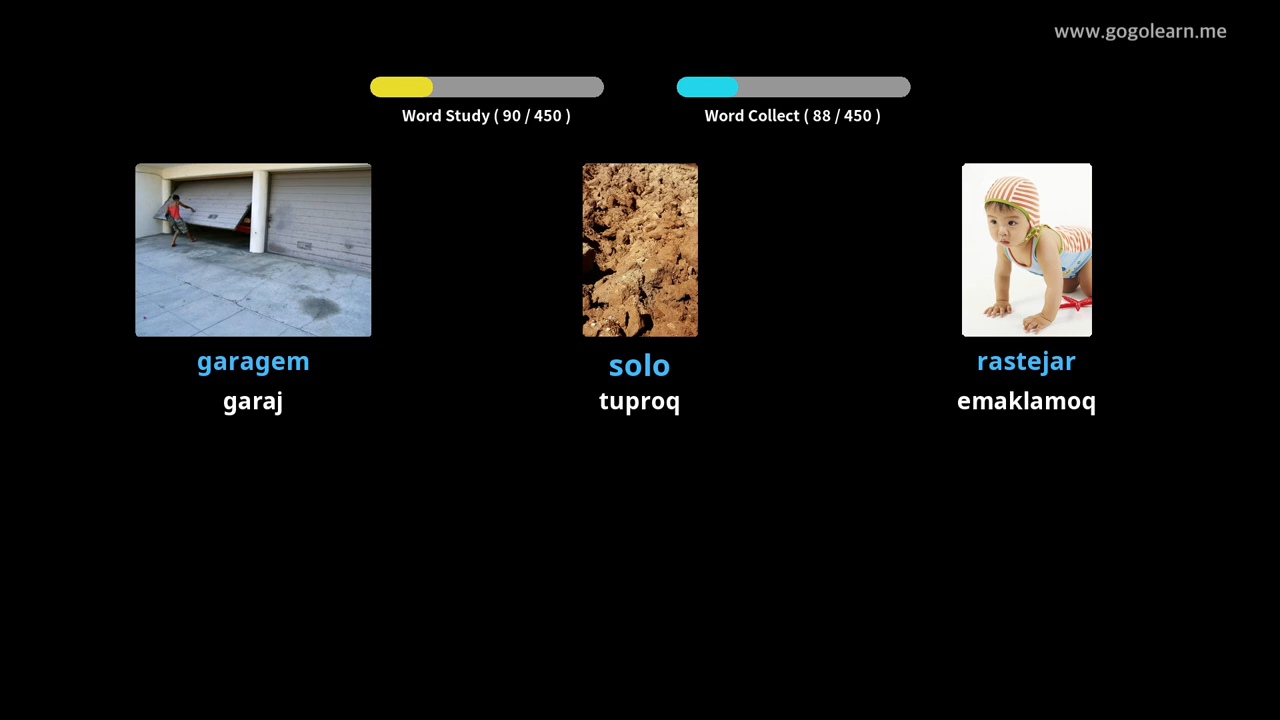 www.gogolearn.me
Word Study ( 90 / 450 )
Word Collect ( 88 / 450 )
garagem
solo
rastejar
garaj
tuproq
emaklamoq